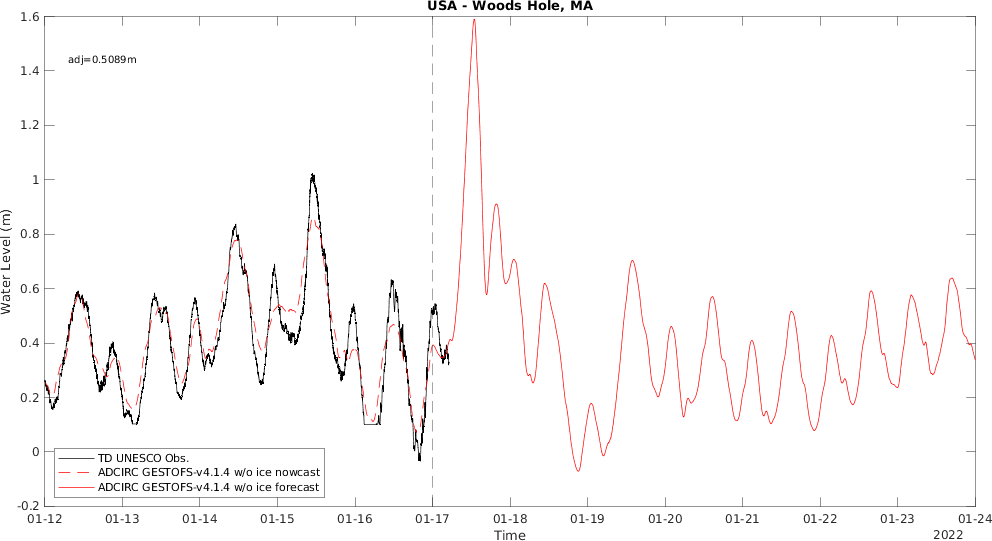 USA - Woods Hole, MA
adj=0.5089m
1.6
1.4
1.2
1
0.8
0.6
0.4
0.2
0
-0.2
Water Level (m)
TD UNESCO Obs.
ADCIRC GESTOFS-v4.1.4 w/o ice nowcast
ADCIRC GESTOFS-v4.1.4 w/o ice forecast
01-12 01-13 01-14 01-15 01-16 01-17 01-18 01-19 01-20 01-21 01-22 01-23 01-24
Time
2022